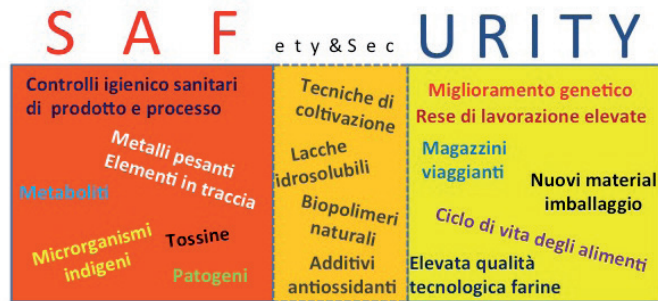 S A F ety&Sec URITY
Controlli igienico sanitari
di prodotto e processo
Metalli pesanti
Elementi in traccia
Metaboliti
Microrganismi
indigeni
Tossine
Patogeni
Tecniche di
coltivazione
Lacche
idrosolubili
Biopolimeri
naturali
Additivi
antiossidanti
Miglioramento genetico
Rese di lavorazione elevate
Magazzini
viaggianti
Nuovi material
imballaggio
Ciclo di vita degli alimenti
Elevata qualità
tecnologica farine